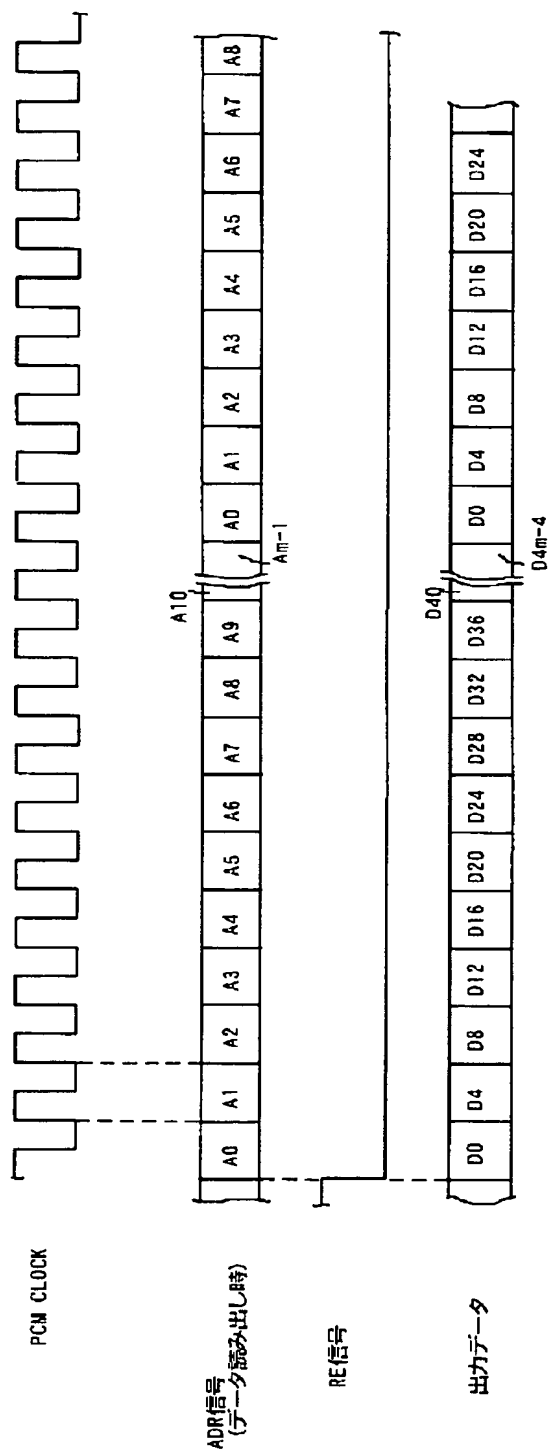 PCM CLOCK
ADR信号
(データ読み出し時)
A0 A1 A2 A3 A4 A5 A6 A7 A8 A9 A10 Am-1 A0 A1 A2 A3 A4 A5 A6 A7 A8
RE信号
出力データ
D0 D4 D8 D12 D16 D20 D24 D28 D32 D36 D40 D4m-4 D0 D4 D8 D12 D16 D20 D24